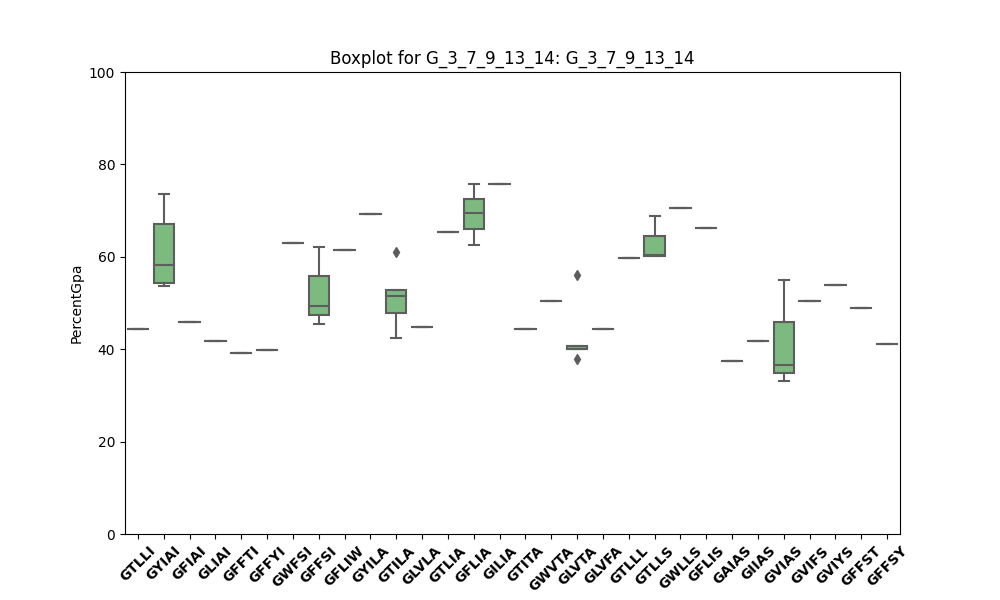 Boxplot for G_3_7_9_13_14: G_3_7_9_13_14
PercentGpa
100
80
60
40
20
0
GTLLI
GYIAI
GFIAI
GLIAI
GFFTI
GFFYI
GWFSI
GFFSI
GFLIW
GYILA
GTILA
GLVLA
GTLIA
GFLIA
GILIA
GTITA
GWVTA
GLVTA
GLVFA
GTLLL
GTLLS
GWLLS
GFLIS
GAIAS
GIIAS
GVIAS
GVIFS
GVIYS
GFFST
GFFSY